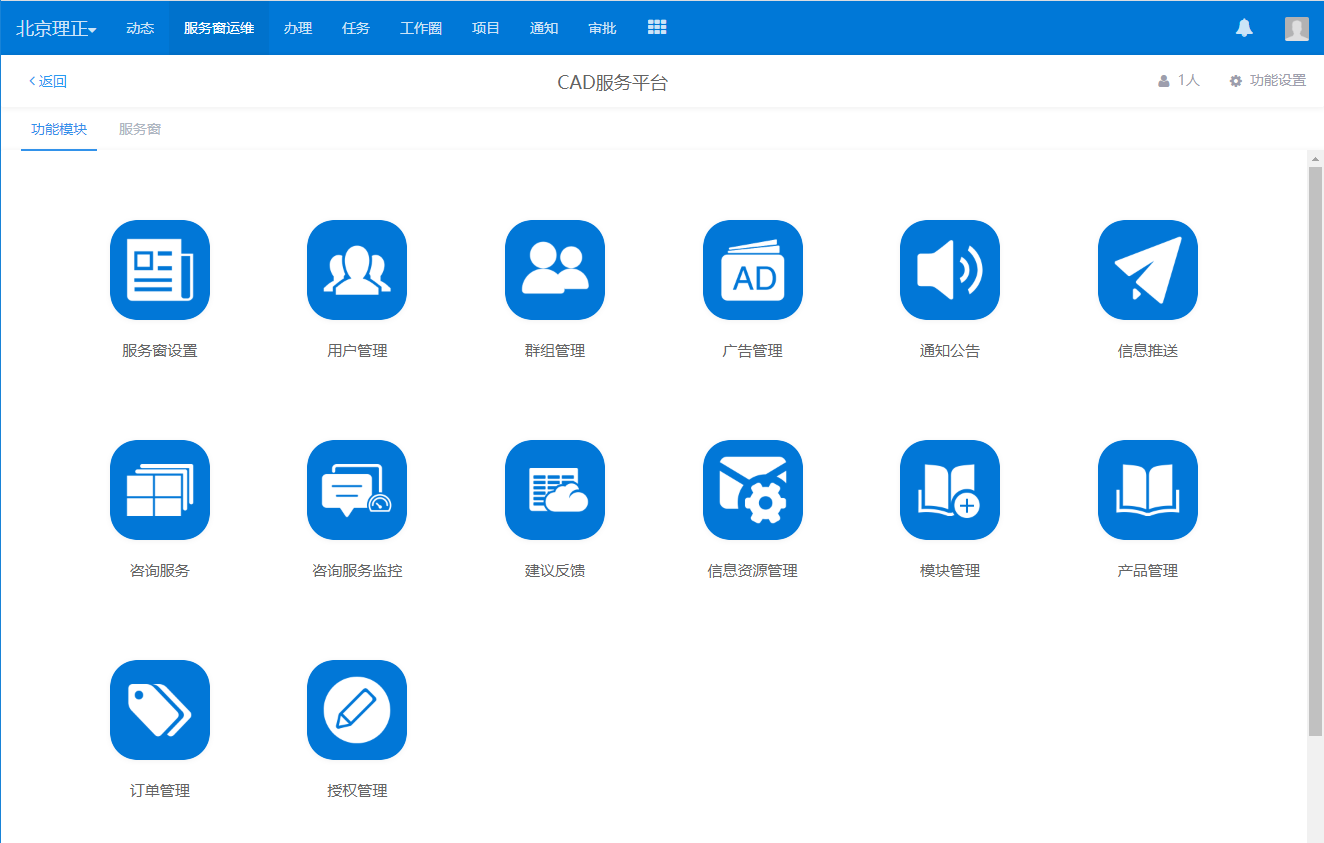 北京理正 动态 服务窗运维 办理 任务 工作圈 项目 通知 审批
返回 CAD服务平台 1人 功能设置
功能模块 服务窗
AD
服务窗设置 用户管理 群组管理 广告管理 通知公告 信息推送
咨询服务 咨询服务监控 建议反馈 信息资源管理 模块管理 产品管理
订单管理 授权管理